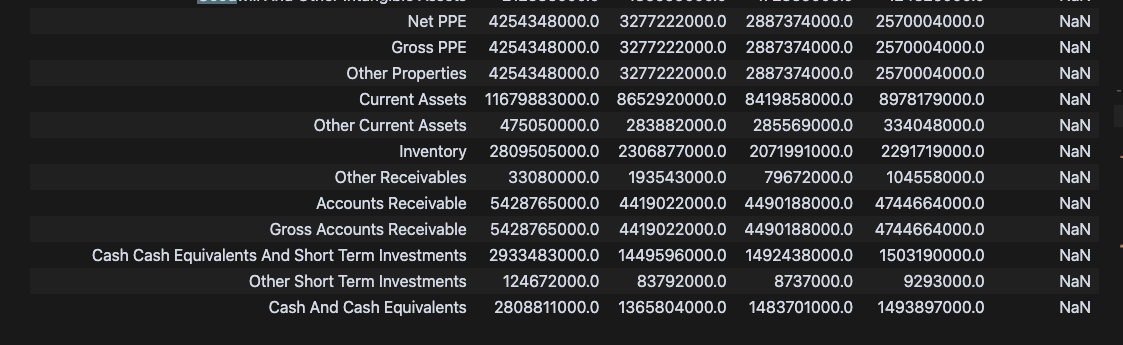 Net PPE 4254348000.0 3277222000.0 2887374000.0 2570004000.0 NaN
Gross PPE 4254348000.0 3277222000.0 2887374000.0 2570004000.0 NaN
Other Properties 4254348000.0 3277222000.0 2887374000.0 2570004000.0 NaN
Current Assets 11679883000.0 8652920000.0 8419858000.0 8978179000.0 NaN
Other Current Assets 475050000.0 283882000.0 285569000.0 334048000.0 NaN
Inventory 2809505000.0 2306877000.0 2071991000.0 2291719000.0 NaN
Other Receivables 33080000.0 193543000.0 79672000.0 104558000.0 NaN
Accounts Receivable 5428765000.0 4419022000.0 4490188000.0 4744664000.0 NaN
Gross Accounts Receivable 5428765000.0 4419022000.0 4490188000.0 4744664000.0 NaN
Cash Cash Equivalents And Short Term Investments 2933483000.0 1449596000.0 1492438000.0 1503190000.0 NaN
Other Short Term Investments 124672000.0 83792000.0 8737000.0 9293000.0 NaN
Cash And Cash Equivalents 2808811000.0 1365804000.0 1483701000.0 1493897000.0 NaN